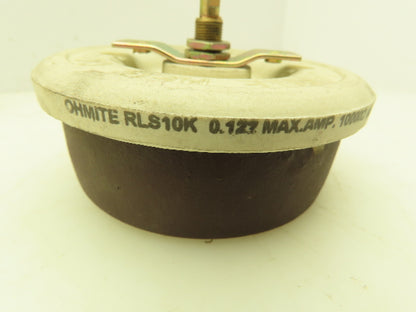 OHMITE RLS10K 0.127 MAX.AMP.